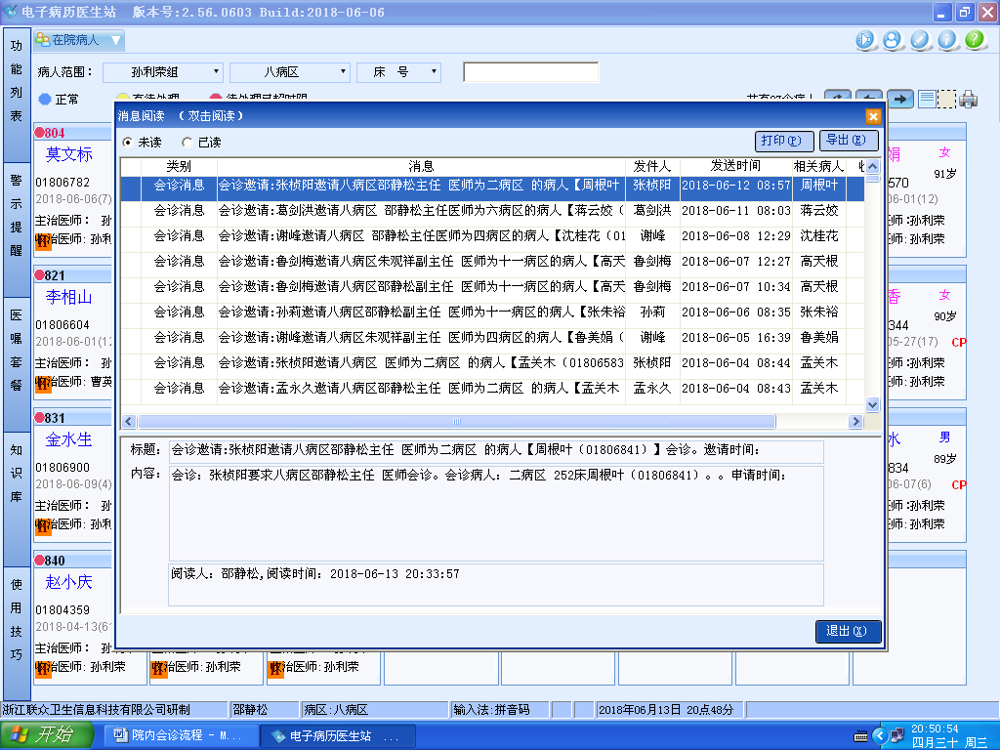 电子病历医生站 版本号:2.56.0603 Build:2018-06-06
功能列表
警示提醒
医嘱套餐
知识库
使用技巧
在院病人
病人范围： 孙利荣组 八病区 床 号
正常 有待处理 待处理已超时限
消息阅读 （双击阅读）
未读 已读 打印(P) 导出(E)
类别 消息 发件人 发送时间 相关病人
会诊消息 会诊邀请:张桢阳邀请八病区邵静松主任 医师为二病区 的病人【周根叶 张桢阳 2018-06-12 08:57 周根叶
会诊消息 会诊邀请:葛剑洪邀请八病区 邵静松主任医师为六病区的病人【蒋云姣（ 葛剑洪 2018-06-11 08:03 蒋云姣
会诊消息 会诊邀请:谢峰邀请八病区 邵静松主任医师为四病区的病人【沈桂花（01 谢峰 2018-06-08 12:29 沈桂花
会诊消息 会诊邀请:鲁剑梅邀请八病区朱观祥副主任 医师为十一病区的病人【高天 鲁剑梅 2018-06-07 12:27 高天根
会诊消息 会诊邀请:鲁剑梅邀请八病区邵静松副主任 医师为十一病区的病人【高天 鲁剑梅 2018-06-07 10:34 高天根
会诊消息 会诊邀请:孙莉邀请八病区邵静松副主任 医师为十一病区的病人【张朱裕 孙莉 2018-06-06 08:35 张朱裕
会诊消息 会诊邀请:谢峰邀请八病区朱观祥副主任 医师为四病区的病人【鲁美娟（ 谢峰 2018-06-05 16:39 鲁美娟
会诊消息 会诊邀请:张桢阳邀请八病区 医师为二病区 的病人【孟关木（01806583 张桢阳 2018-06-04 08:44 孟关木
会诊消息 会诊邀请:孟永久邀请八病区邵静松主任 医师为二病区 的病人【孟关木 孟永久 2018-06-04 08:43 孟关木
标题： 会诊邀请:张桢阳邀请八病区邵静松主任 医师为二病区 的病人【周根叶（01806841）】会诊。邀请时间：
内容： 会诊：张桢阳要求八病区邵静松主任 医师会诊。会诊病人：二病区 252床周根叶（01806841）。。申请时间：
阅读人：邵静松,阅读时间：2018-06-13 20:33:57
退出(X)
804
莫文标
01806782
2018-06-06(7)
主治医师： 孙
治医师: 孙利
821
李相山
01806604
2018-06-01(12
主治医师： 孙
治医师: 曹英
831
金水生
01806900
2018-06-09(4)
主治医师： 孙
治医师: 孙利
840
赵小庆
01804359
2018-04-13(61
主治医师： 孙
治医师: 孙利荣 治医师: 孙利荣 治医师: 孙利荣
娟 女
91岁
570
06-01(12)
师:孙利荣
师:孙利荣
香 女
90岁
344
05-27(17) CP
师:孙利荣
师:孙利荣
水 男
89岁
834
06-07(6) CP
师:孙利荣
师:孙利荣
浙江联众卫生信息科技有限公司研制 邵静松 病区:八病区 输入法:拼音码 2018年06月13日 20点48分
开始 院内会诊流程 - M... 电子病历医生站 ... 20:50:54
四月三十 周三